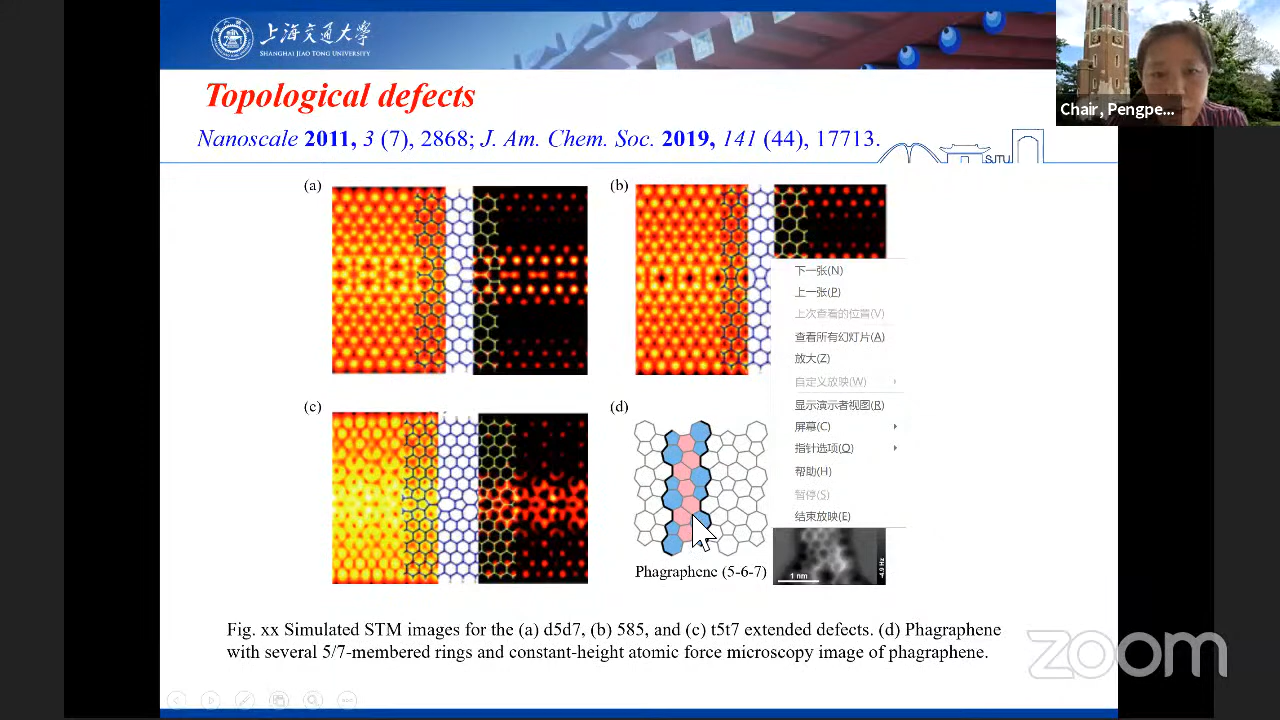 上海交通大学
SHANGHAI JIAO TONG UNIVERSITY
Chair, Pengpe...
Topological defects
Nanoscale 2011, 3 (7), 2868; J. Am. Chem. Soc. 2019, 141 (44), 17713.
SJTU
(a)
(b)
下一张(N)
上一张(P)
上次查看的位置(V)
查看所有幻灯片(A)
放大(Z)
自定义放映(W)
显示演示者视图(R)
屏幕(C)
指针选项(O)
帮助(H)
暂停(S)
结束放映(E)
(c)
(d)
Phagraphene (5-6-7)
1 nm
-4.9 Hz
Fig. xx Simulated STM images for the (a) d5d7, (b) 585, and (c) t5t7 extended defects. (d) Phagraphene
with several 5/7-membered rings and constant-height atomic force microscopy image of phagraphene.
zoom